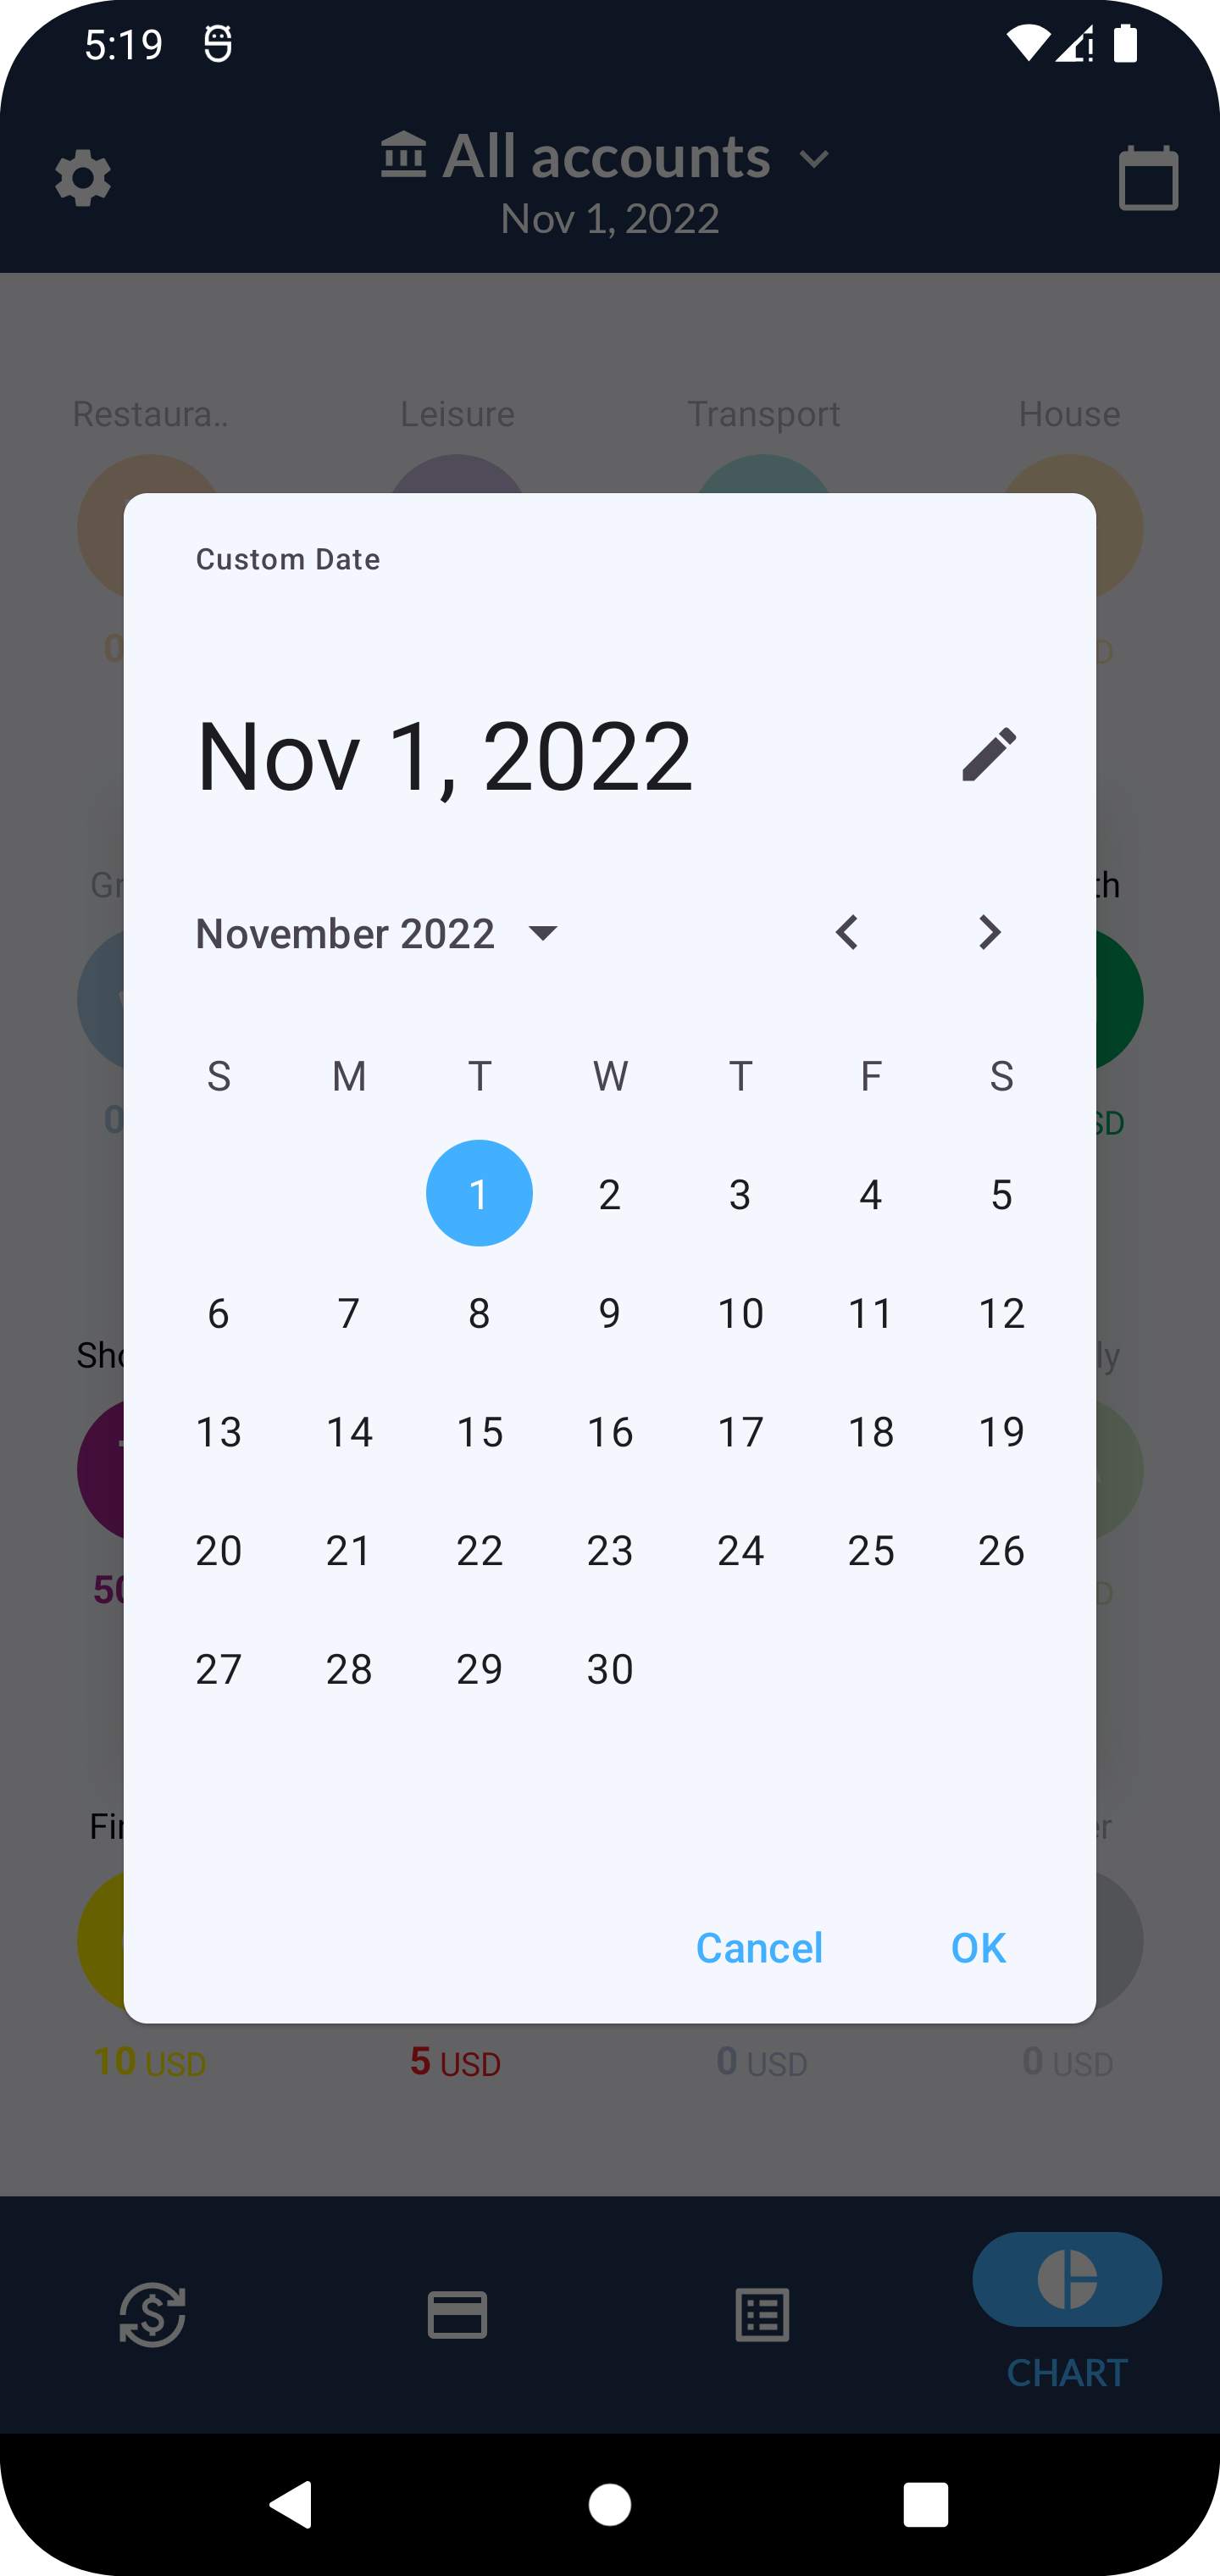 5:19
All accounts
Nov 1, 2022
Restaura..
Leisure
Transport
House
Custom Date
Nov 1, 2022
November 2022
S M T W T F S
1 2 3 4 5
6 7 8 9 10 11 12
13 14 15 16 17 18 19
20 21 22 23 24 25 26
27 28 29 30
Cancel OK
10 USD
5 USD
0 USD
0 USD
CHART